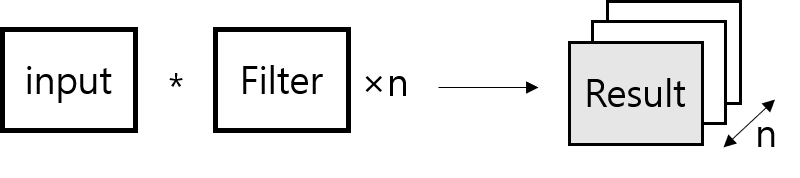 input * Filter ×n Result
n